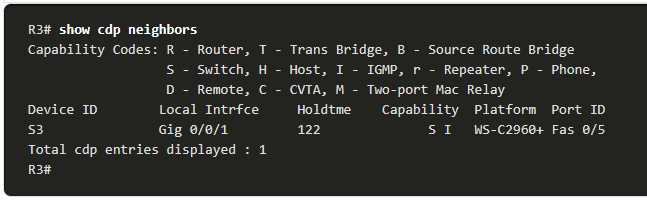 R3# show cdp neighbors
Capability Codes: R - Router, T - Trans Bridge, B - Source Route Bridge
S - Switch, H - Host, I - IGMP, r - Repeater, P - Phone,
D - Remote, C - CVTA, M - Two-port Mac Relay
Device ID Local Intrfce Holdtme Capability Platform Port ID
S3 Gig 0/0/1 122 S I WS-C2960+ Fas 0/5
Total cdp entries displayed : 1
R3#